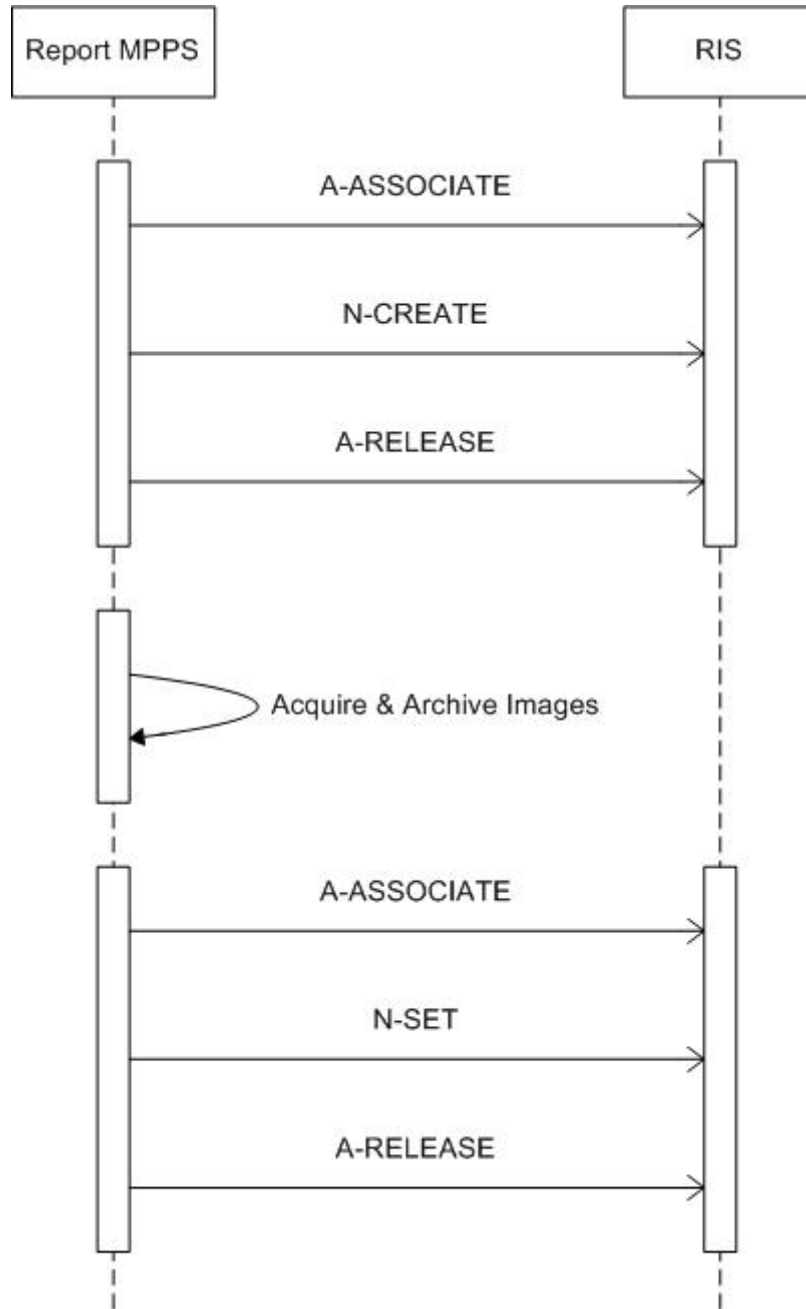 Report MPPS
RIS
A-ASSOCIATE
N-CREATE
A-RELEASE
Acquire & Archive Images
A-ASSOCIATE
N-SET
A-RELEASE